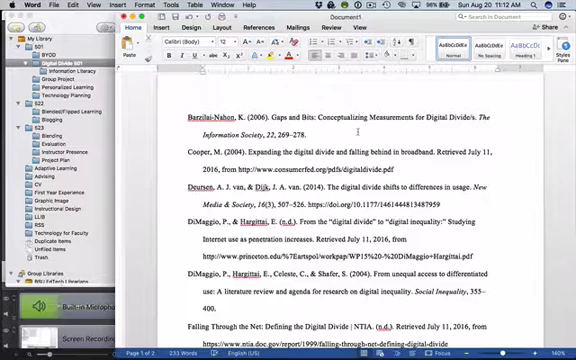 Word File Edit View Insert Format Tools Table Window Help
Sun Aug 20 11:12 AM
Document1
Home Insert Design Layout References Mailings
Paste
Calibri (Body) 12
AaBbCcDdEe
AaBbCcDdEe
AaBbCcDc
Normal
No Spacing
Heading 1
My Library
501
BYOD
Digital Divide 501
Information Literacy
Group Project
Personalized Learning
Technology Planning
522
Blended/Flipped Learning
Blogging
523
Blending
Evaluation
Instructor Presence
Project Plan
CV
First Year Experience
Graphic Image
Instructional Design
LLIB
RSS
Technology for Faculty
Duplicate Items
Unfiled Items
Trash
Group Libraries
BSU EdTech Librarians
Built-in Micropho
Screen Recording
Barzilai-Nahon, K. (2006). Gaps and Bits: Conceptualizing Measurements for Digital Divide/s. The
Information Society, 22, 269–278.
Cooper, M. (2004). Expanding the digital divide and falling behind in broadband. Retrieved July 11,
2016, from http://www.consumerfed.org/pdfs/digitaldivide.pdf
Deursen, A. J. van, & Dijk, J. A. van. (2014). The digital divide shifts to differences in usage. New
Media & Society, 16(3), 507–526. https://doi.org/10.1177/1461444813487959
DiMaggio, P., & Hargittai, E. (n.d.). From the “digital divide” to “digital inequality:” Studying
Internet use as penetration increases. Retrieved July 11, 2016, from
http://www.princeton.edu/%7Eartspol/workpap/WP15%20-%20DiMaggio+Hargittai.pdf
DiMaggio, P., Hargittai, E., Celeste, C., & Shafer, S. (2004). From unequal access to differentiated
use: A literature review and agenda for research on digital inequality. Social Inequality, 355–
400.
Falling Through the Net: Defining the Digital Divide | NTIA. (n.d.). Retrieved July 11, 2016, from
https://www.ntia.doc.gov/report/1999/falling-through-net-defining-digital-divide
Page 1 of 2 233 Words English (US) Focus 140%